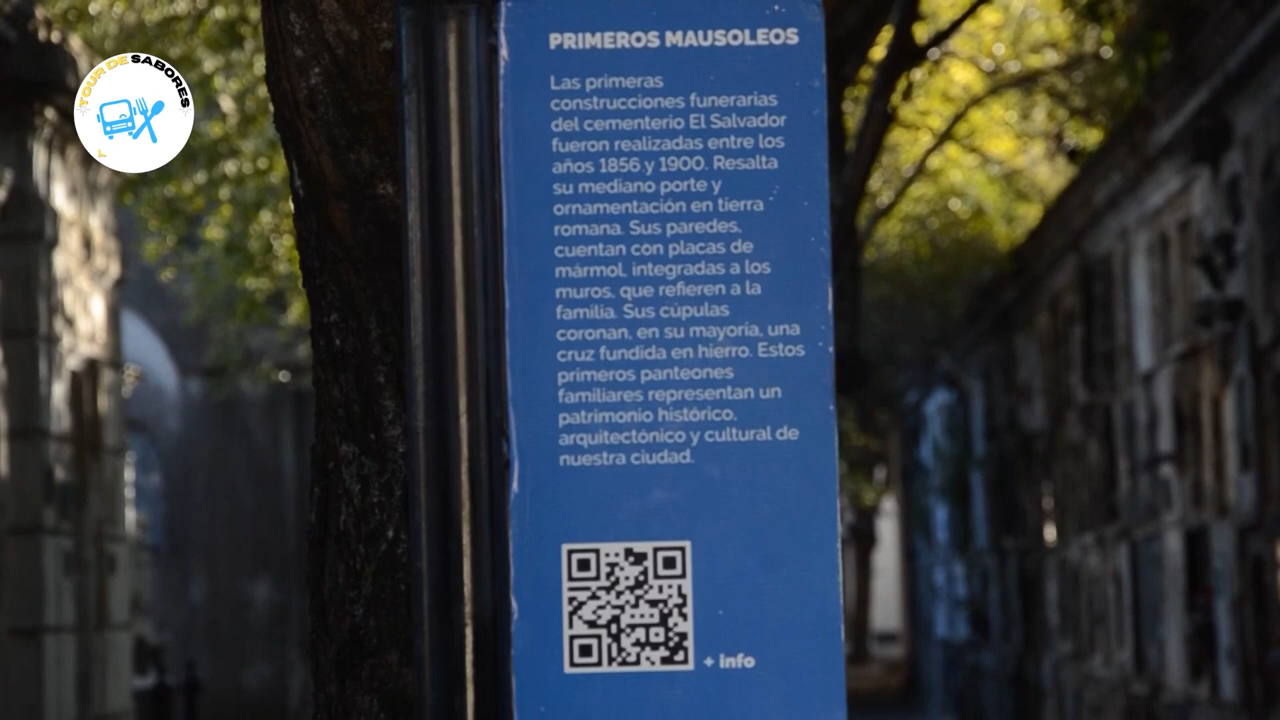 TOUR DE SABORES
PRIMEROS MAUSOLEOS
Las primeras
construcciones funerarias
del cementerio El Salvador
fueron realizadas entre los
años 1856 y 1900. Resalta
su mediano porte y
ornamentación en tierra
romana. Sus paredes,
cuentan con placas de
mármol, integradas a los
muros, que refieren a la
familia. Sus cúpulas
coronan, en su mayoría, una
cruz fundida en hierro. Estos
primeros panteones
familiares representan un
patrimonio histórico,
arquitectónico y cultural de
nuestra ciudad.
+ info